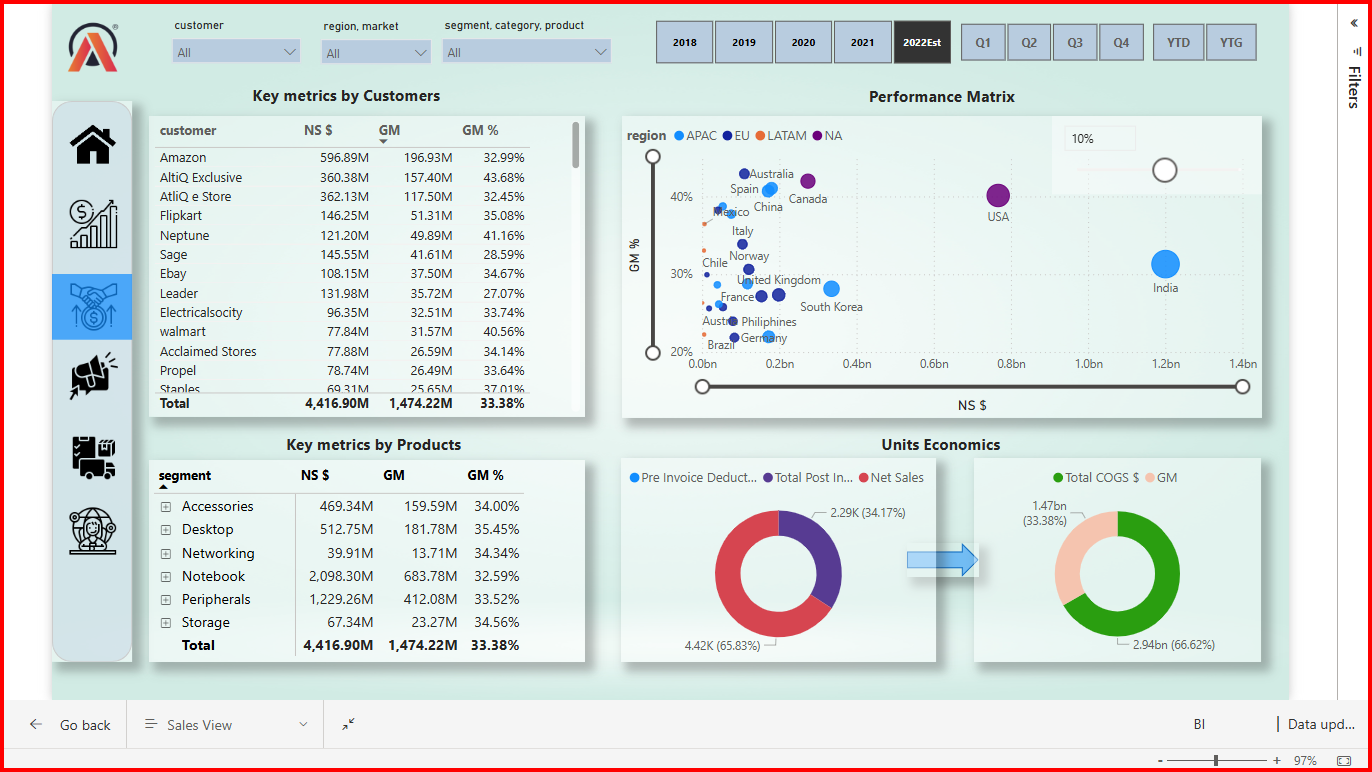 customer
region, market
segment, category, product
All
All
All
2018
2019
2020
2021
2022Est
Q1
Q2
Q3
Q4
YTD
YTG
Filters
Key metrics by Customers
customer NS $ GM GM %
Amazon 596.89M 196.93M 32.99%
AltiQ Exclusive 360.38M 157.40M 43.68%
AtliQ e Store 362.13M 117.50M 32.45%
Flipkart 146.25M 51.31M 35.08%
Neptune 121.20M 49.89M 41.16%
Sage 145.55M 41.61M 28.59%
Ebay 108.15M 37.50M 34.67%
Leader 131.98M 35.72M 27.07%
Electricalsocity 96.35M 32.51M 33.74%
walmart 77.84M 31.57M 40.56%
Acclaimed Stores 77.88M 26.59M 34.14%
Propel 78.74M 26.49M 33.64%
Staples 69.31M 25.65M 37.01%
Total 4,416.90M 1,474.22M 33.38%
Performance Matrix
region APAC EU LATAM NA
10%
GM %
40%
30%
20%
Australia
Spain
China
Canada
USA
Mexico
Italy
Norway
Chile
United Kingdom
India
France
South Korea
Austria
Philiphines
Brazil
Germany
0.0bn 0.2bn 0.4bn 0.6bn 0.8bn 1.0bn 1.2bn 1.4bn
NS $
Key metrics by Products
segment NS $ GM GM %
Accessories 469.34M 159.59M 34.00%
Desktop 512.75M 181.78M 35.45%
Networking 39.91M 13.71M 34.34%
Notebook 2,098.30M 683.78M 32.59%
Peripherals 1,229.26M 412.08M 33.52%
Storage 67.34M 23.27M 34.56%
Total 4,416.90M 1,474.22M 33.38%
Units Economics
Pre Invoice Deduct... Total Post In... Net Sales
2.29K (34.17%)
4.42K (65.83%)
Total COGS $ GM
1.47bn
(33.38%)
2.94bn (66.62%)
Go back
Sales View
BI
Data upd...
- + 97%